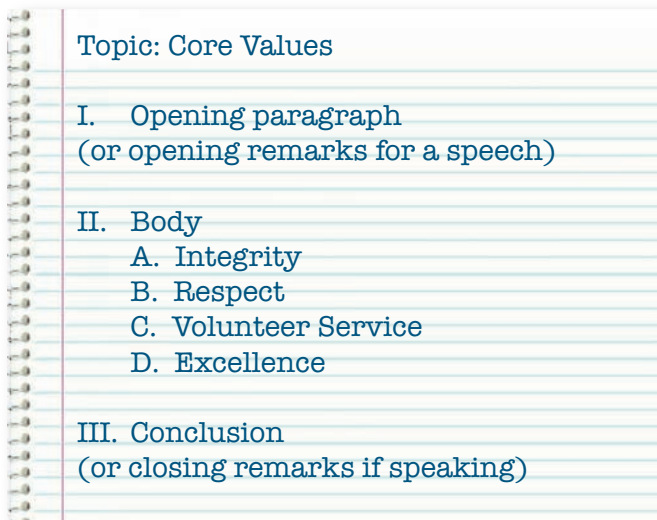 Topic: Core Values
I. Opening paragraph
(or opening remarks for a speech)
II. Body
A. Integrity
B. Respect
C. Volunteer Service
D. Excellence
III. Conclusion
(or closing remarks if speaking)